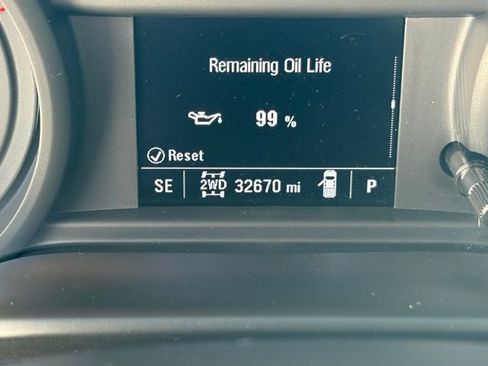 Remaining Oil Life
99 %
Reset
SE 2WD 32670 mi P